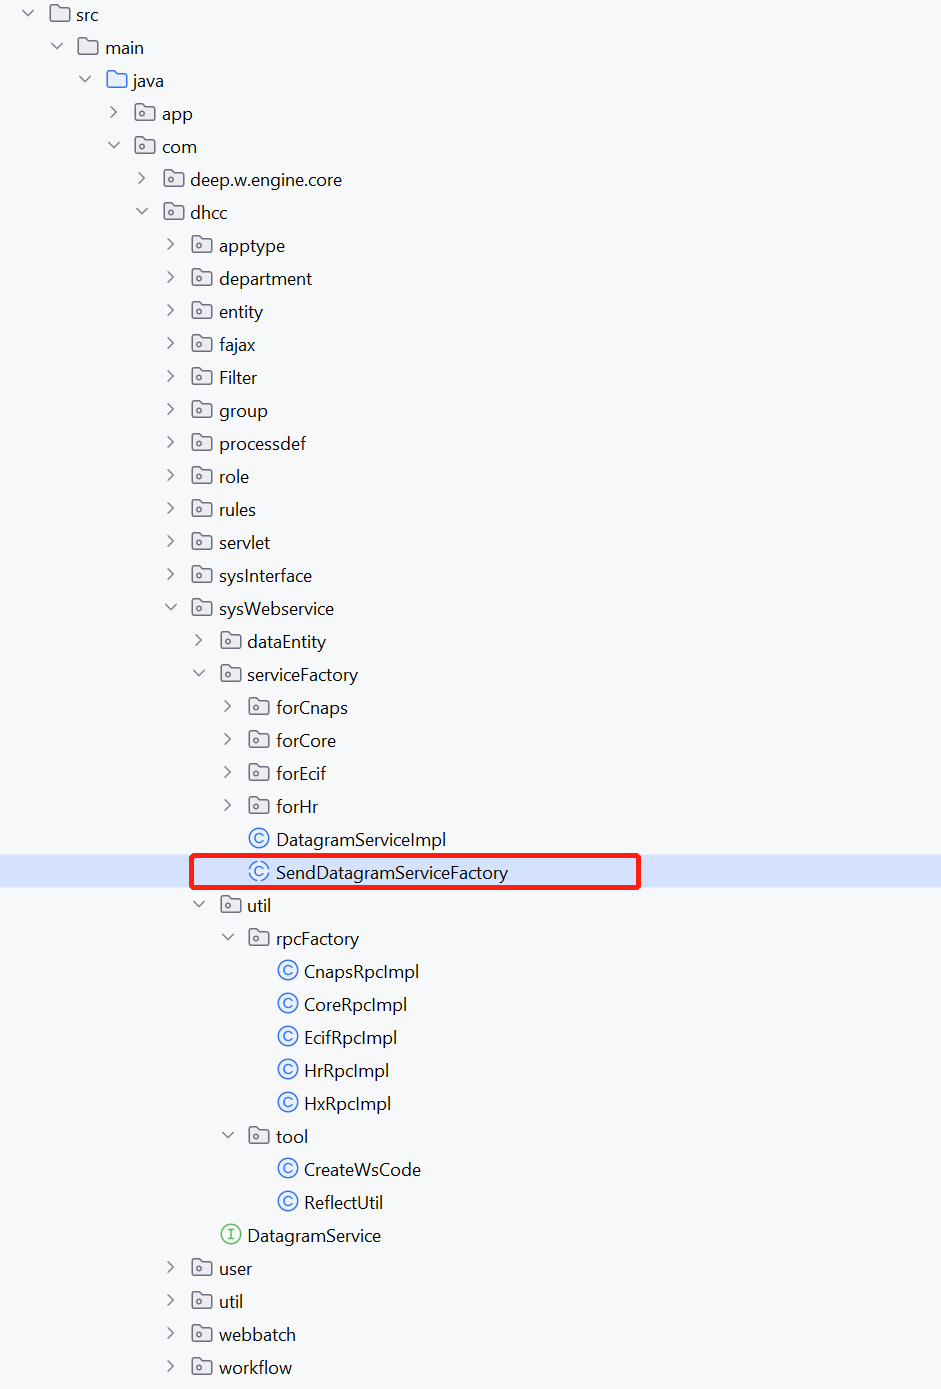 src
main
java
app
com
deep.w.engine.core
dhcc
apptype
department
entity
fajax
Filter
group
processdef
role
rules
servlet
sysInterface
sysWebservice
dataEntity
serviceFactory
forCnaps
forCore
forEcif
forHr
DatagramServiceImpl
SendDatagramServiceFactory
util
rpcFactory
CnapsRpcImpl
CoreRpcImpl
EcifRpcImpl
HrRpcImpl
HxRpcImpl
tool
CreateWsCode
ReflectUtil
DatagramService
user
util
webbatch
workflow